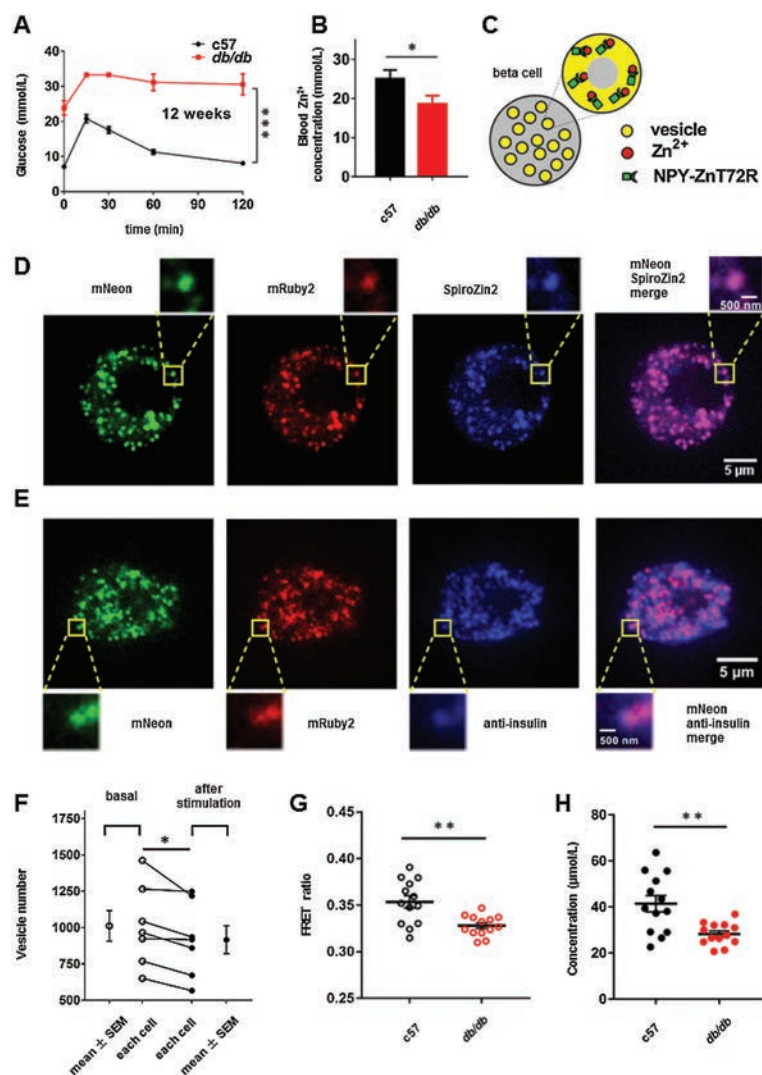 A
c57
db/db
Glucose
(mmol/L)
40
30
20
10
0
12 weeks
***
0
30
60
90
120
time (min)
B
Blood Zn2+
concentration (mmol/L)
30
20
10
0
*
c57
db/db
C
beta cell
vesicle
Zn2+
NPY-ZnT72R
D
mNeon
mRuby2
SpiroZin2
mNeon
SpiroZin2
merge
500 nm
5 µm
E
5 µm
mNeon
mRuby2
anti-insulin
500 nm
mNeon
anti-insulin
merge
F
basal
after
stimulation
*
Vesicle number
1750
1500
1250
1000
750
500
mean ± SEM
each cell
each cell
mean ± SEM
G
FRET ratio
0.45
0.40
0.35
0.30
0.25
**
c57
db/db
H
Concentration (µmol/L)
80
60
40
20
0
**
c57
db/db